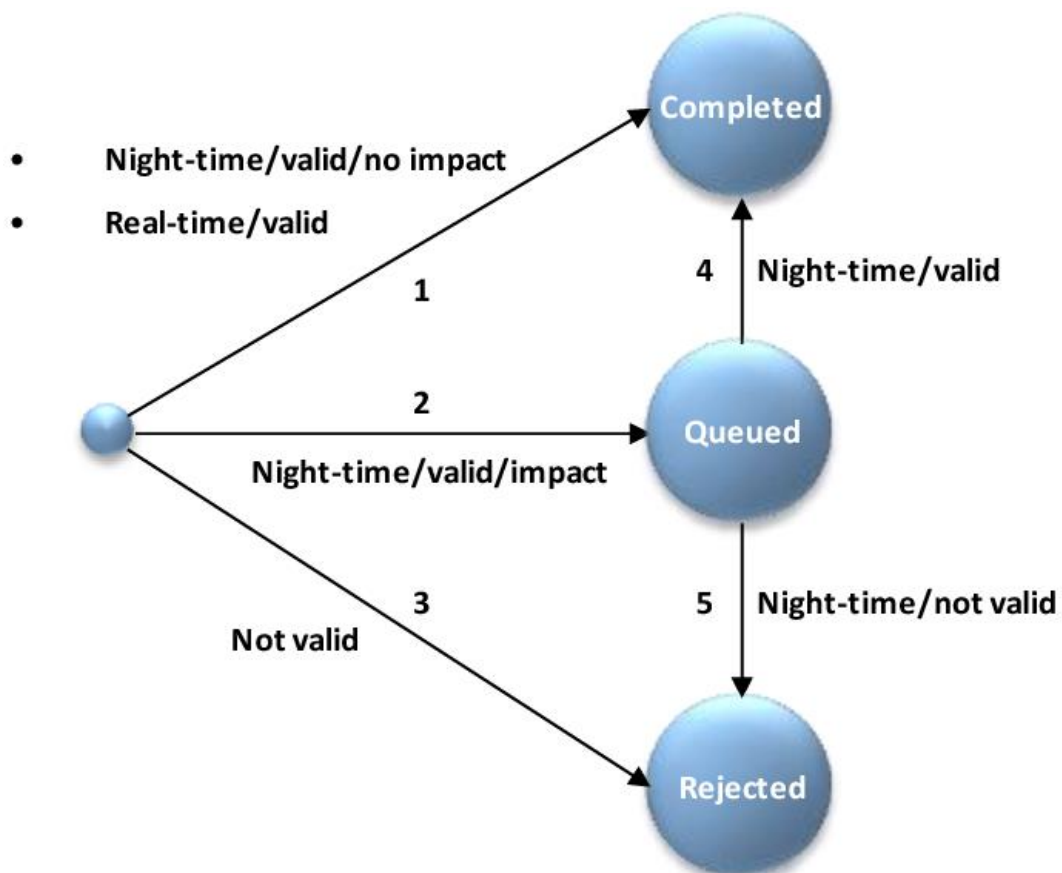 Completed
• Night-time/valid/no impact
• Real-time/valid
1
4 Night-time/valid
2
Queued
Night-time/valid/impact
3
5 Night-time/not valid
Not valid
Rejected